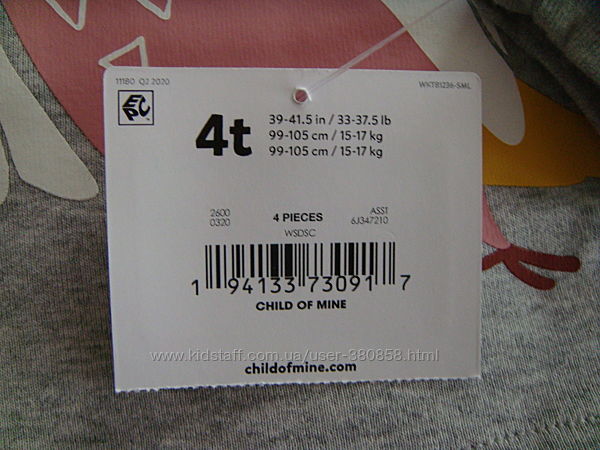 11180 Q2 2020
WKTB1236-SML
EPC
4t
39-41.5 in / 33-37.5 lb
99-105 cm / 15-17 kg
99-105 cm / 15-17 kg
2600
0320
4 PIECES
ASST
6J347210
WSDSC
1 94133 73091 7
CHILD OF MINE
www.kidstaff.com.ua/user-380858.html
childofmine.com